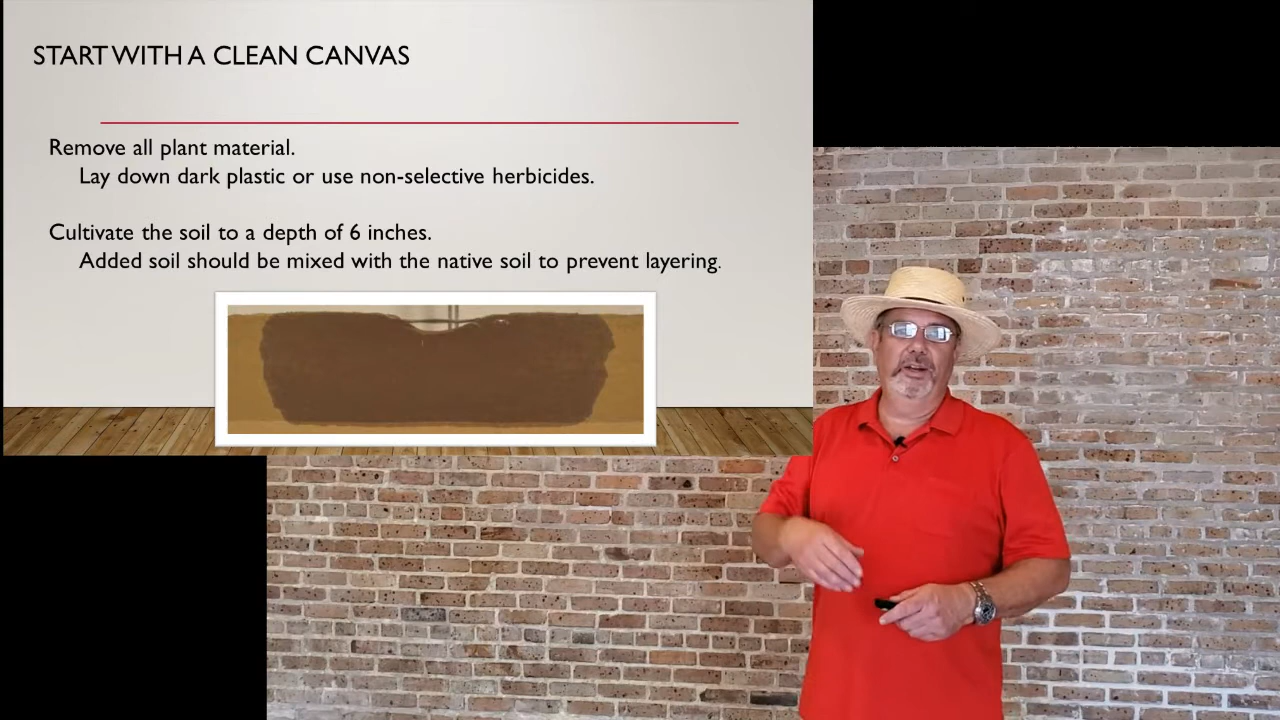 START WITH A CLEAN CANVAS
Remove all plant material.
Lay down dark plastic or use non-selective herbicides.
Cultivate the soil to a depth of 6 inches.
Added soil should be mixed with the native soil to prevent layering.